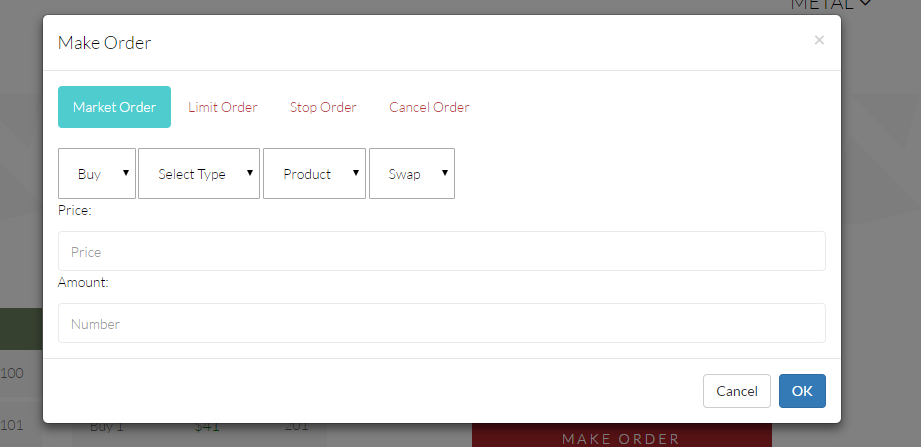 METAL
Make Order
×
Market Order Limit Order Stop Order Cancel Order
Buy Select Type Product Swap
Price:
Price
Amount:
Number
100
Cancel OK
101 Buy 1 $41 201
MAKE ORDER